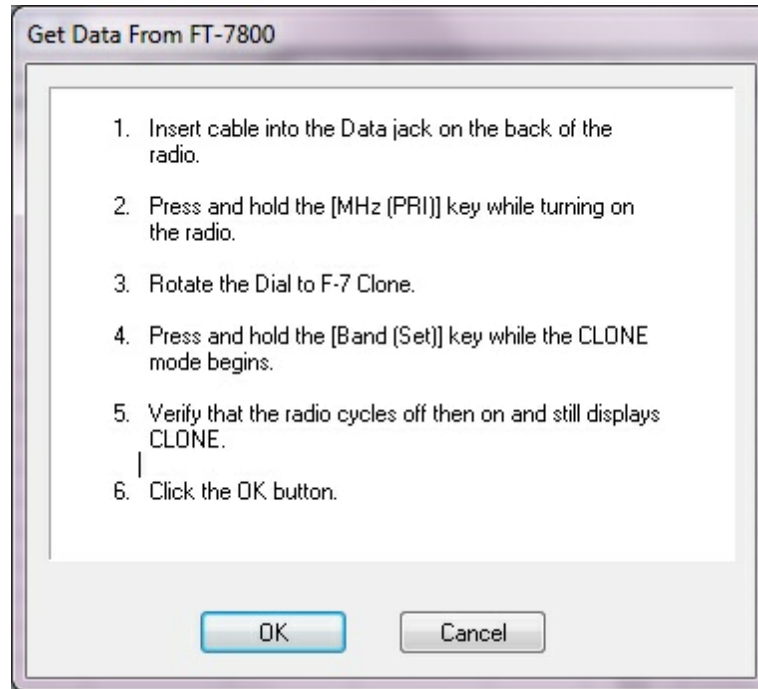 Get Data From FT-7800
1. Insert cable into the Data jack on the back of the
radio.
2. Press and hold the [MHz (PRI)] key while turning on
the radio.
3. Rotate the Dial to F-7 Clone.
4. Press and hold the [Band (Set)] key while the CLONE
mode begins.
5. Verify that the radio cycles off then on and still displays
CLONE.
6. Click the OK button.
OK
Cancel